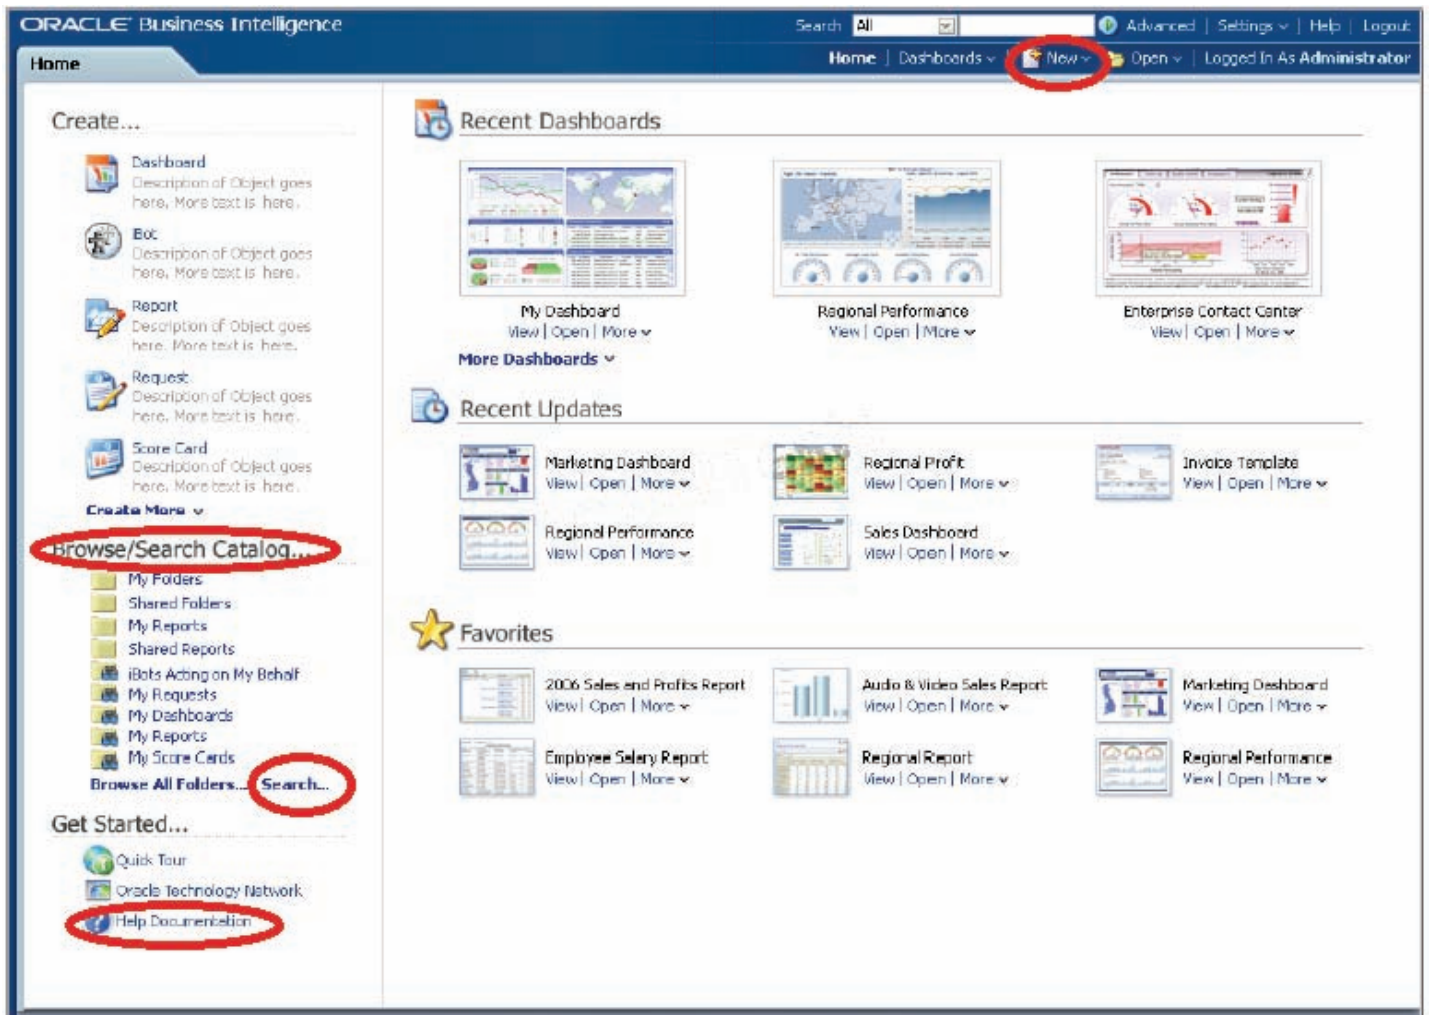 ORACLE Business Intelligence
Search All Advanced | Settings | Help | Logout
Home
Home | Dashboards | New Open | Logged In As Administrator
Create...
Dashboard
Description of Object goes
here. More text is here.
Bot
Description of Object goes
here. More text is here.
Report
Description of Object goes
here. More text is here.
Request
Description of Object goes
here. More text is here.
Score Card
Description of Object goes
here. More text is here.
Create More
Browse/Search Catalog...
My Folders
Shared Folders
My Reports
Shared Reports
iBots Acting on My Behalf
My Requests
My Dashboards
My Reports
My Score Cards
Browse All Folders... Search...
Get Started...
Quick Tour
Oracle Technology Network
Help Documentation
Recent Dashboards
My Dashboard
View | Open | More
Regional Performance
View | Open | More
Enterprise Contact Center
View | Open | More
More Dashboards
Recent Updates
Marketing Dashboard
View | Open | More
Regional Profit
View | Open | More
Invoice Template
View | Open | More
Regional Performance
View | Open | More
Sales Dashboard
View | Open | More
Favorites
2006 Sales and Profits Report
View | Open | More
Audio & Video Sales Report
View | Open | More
Marketing Dashboard
View | Open | More
Employee Salary Report
View | Open | More
Regional Report
View | Open | More
Regional Performance
View | Open | More